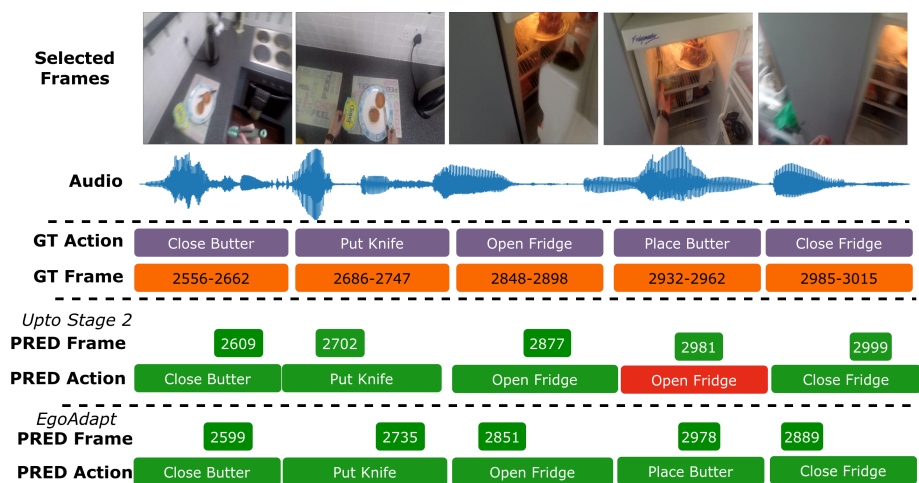 Selected
Frames
Audio
GT Action Close Butter Put Knife Open Fridge Place Butter Close Fridge
GT Frame 2556-2662 2686-2747 2848-2898 2932-2962 2985-3015
Upto Stage 2
PRED Frame 2609 2702 2877 2981 2999
PRED Action Close Butter Put Knife Open Fridge Open Fridge Close Fridge
EgoAdapt
PRED Frame 2599 2735 2851 2978 2889
PRED Action Close Butter Put Knife Open Fridge Place Butter Close Fridge